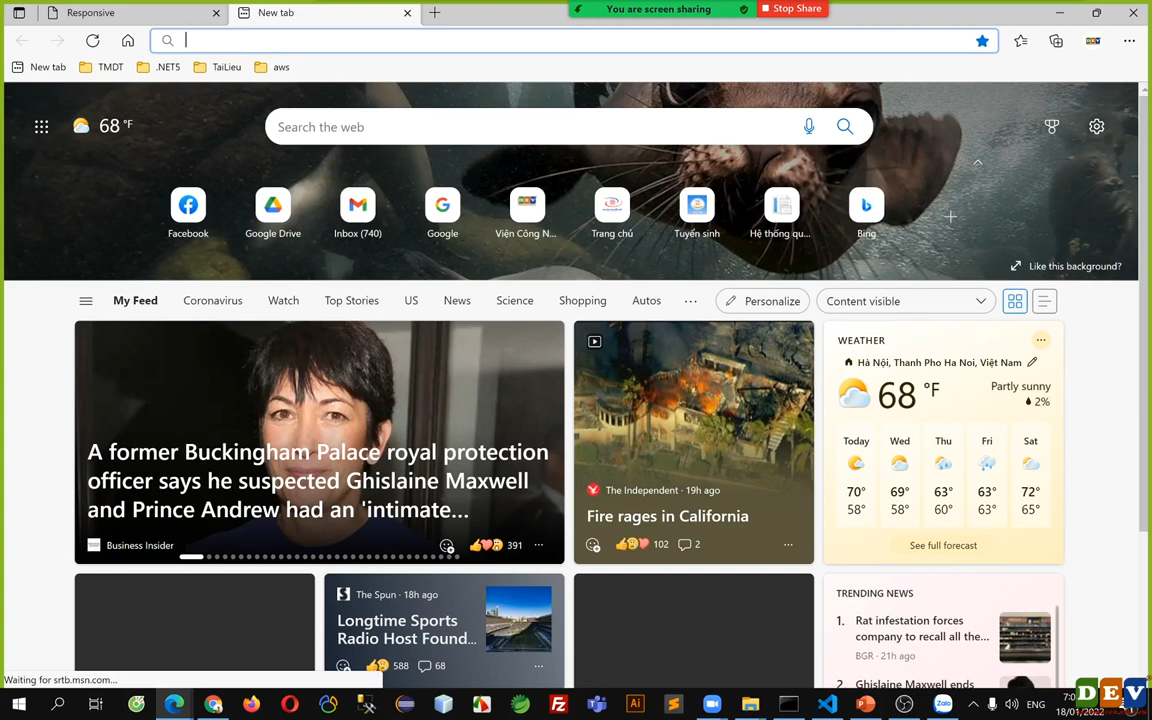 Responsive
New tab
You are screen sharing
Stop Share
New tab
TMDT
.NET5
TaiLieu
aws
68 °F
Search the web
Facebook
Google Drive
Inbox (740)
Google
Viện Công N...
Trang chủ
Tuyển sinh
Hệ thống qu...
Bing
Like this background?
My Feed
Coronavirus
Watch
Top Stories
US
News
Science
Shopping
Autos
Personalize
Content visible
A former Buckingham Palace royal protection
officer says he suspected Ghislaine Maxwell
and Prince Andrew had an 'intimate...
Business Insider
391
The Independent · 19h ago
Fire rages in California
102
2
WEATHER
Hà Nội, Thanh Pho Ha Noi, Việt Nam
68 °F
Partly sunny
2%
Today Wed Thu Fri Sat
70° 69° 63° 63° 72°
58° 58° 60° 63° 65°
See full forecast
The Spun · 18h ago
Longtime Sports
Radio Host Found...
588
68
TRENDING NEWS
1. Rat infestation forces
company to recall all the...
BGR · 21h ago
2. Ghislaine Maxwell ends
Waiting for srtb.msn.com...
ENG
18/01/2022
DEV